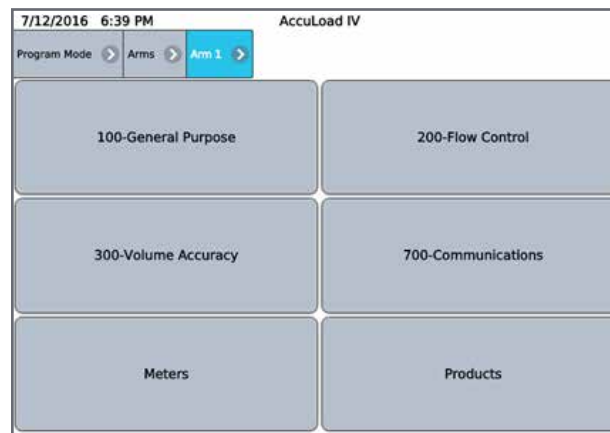 7/12/2016 6:39 PM AccuLoad IV
Program Mode Arms Arm 1
100-General Purpose 200-Flow Control
300-Volume Accuracy 700-Communications
Meters Products